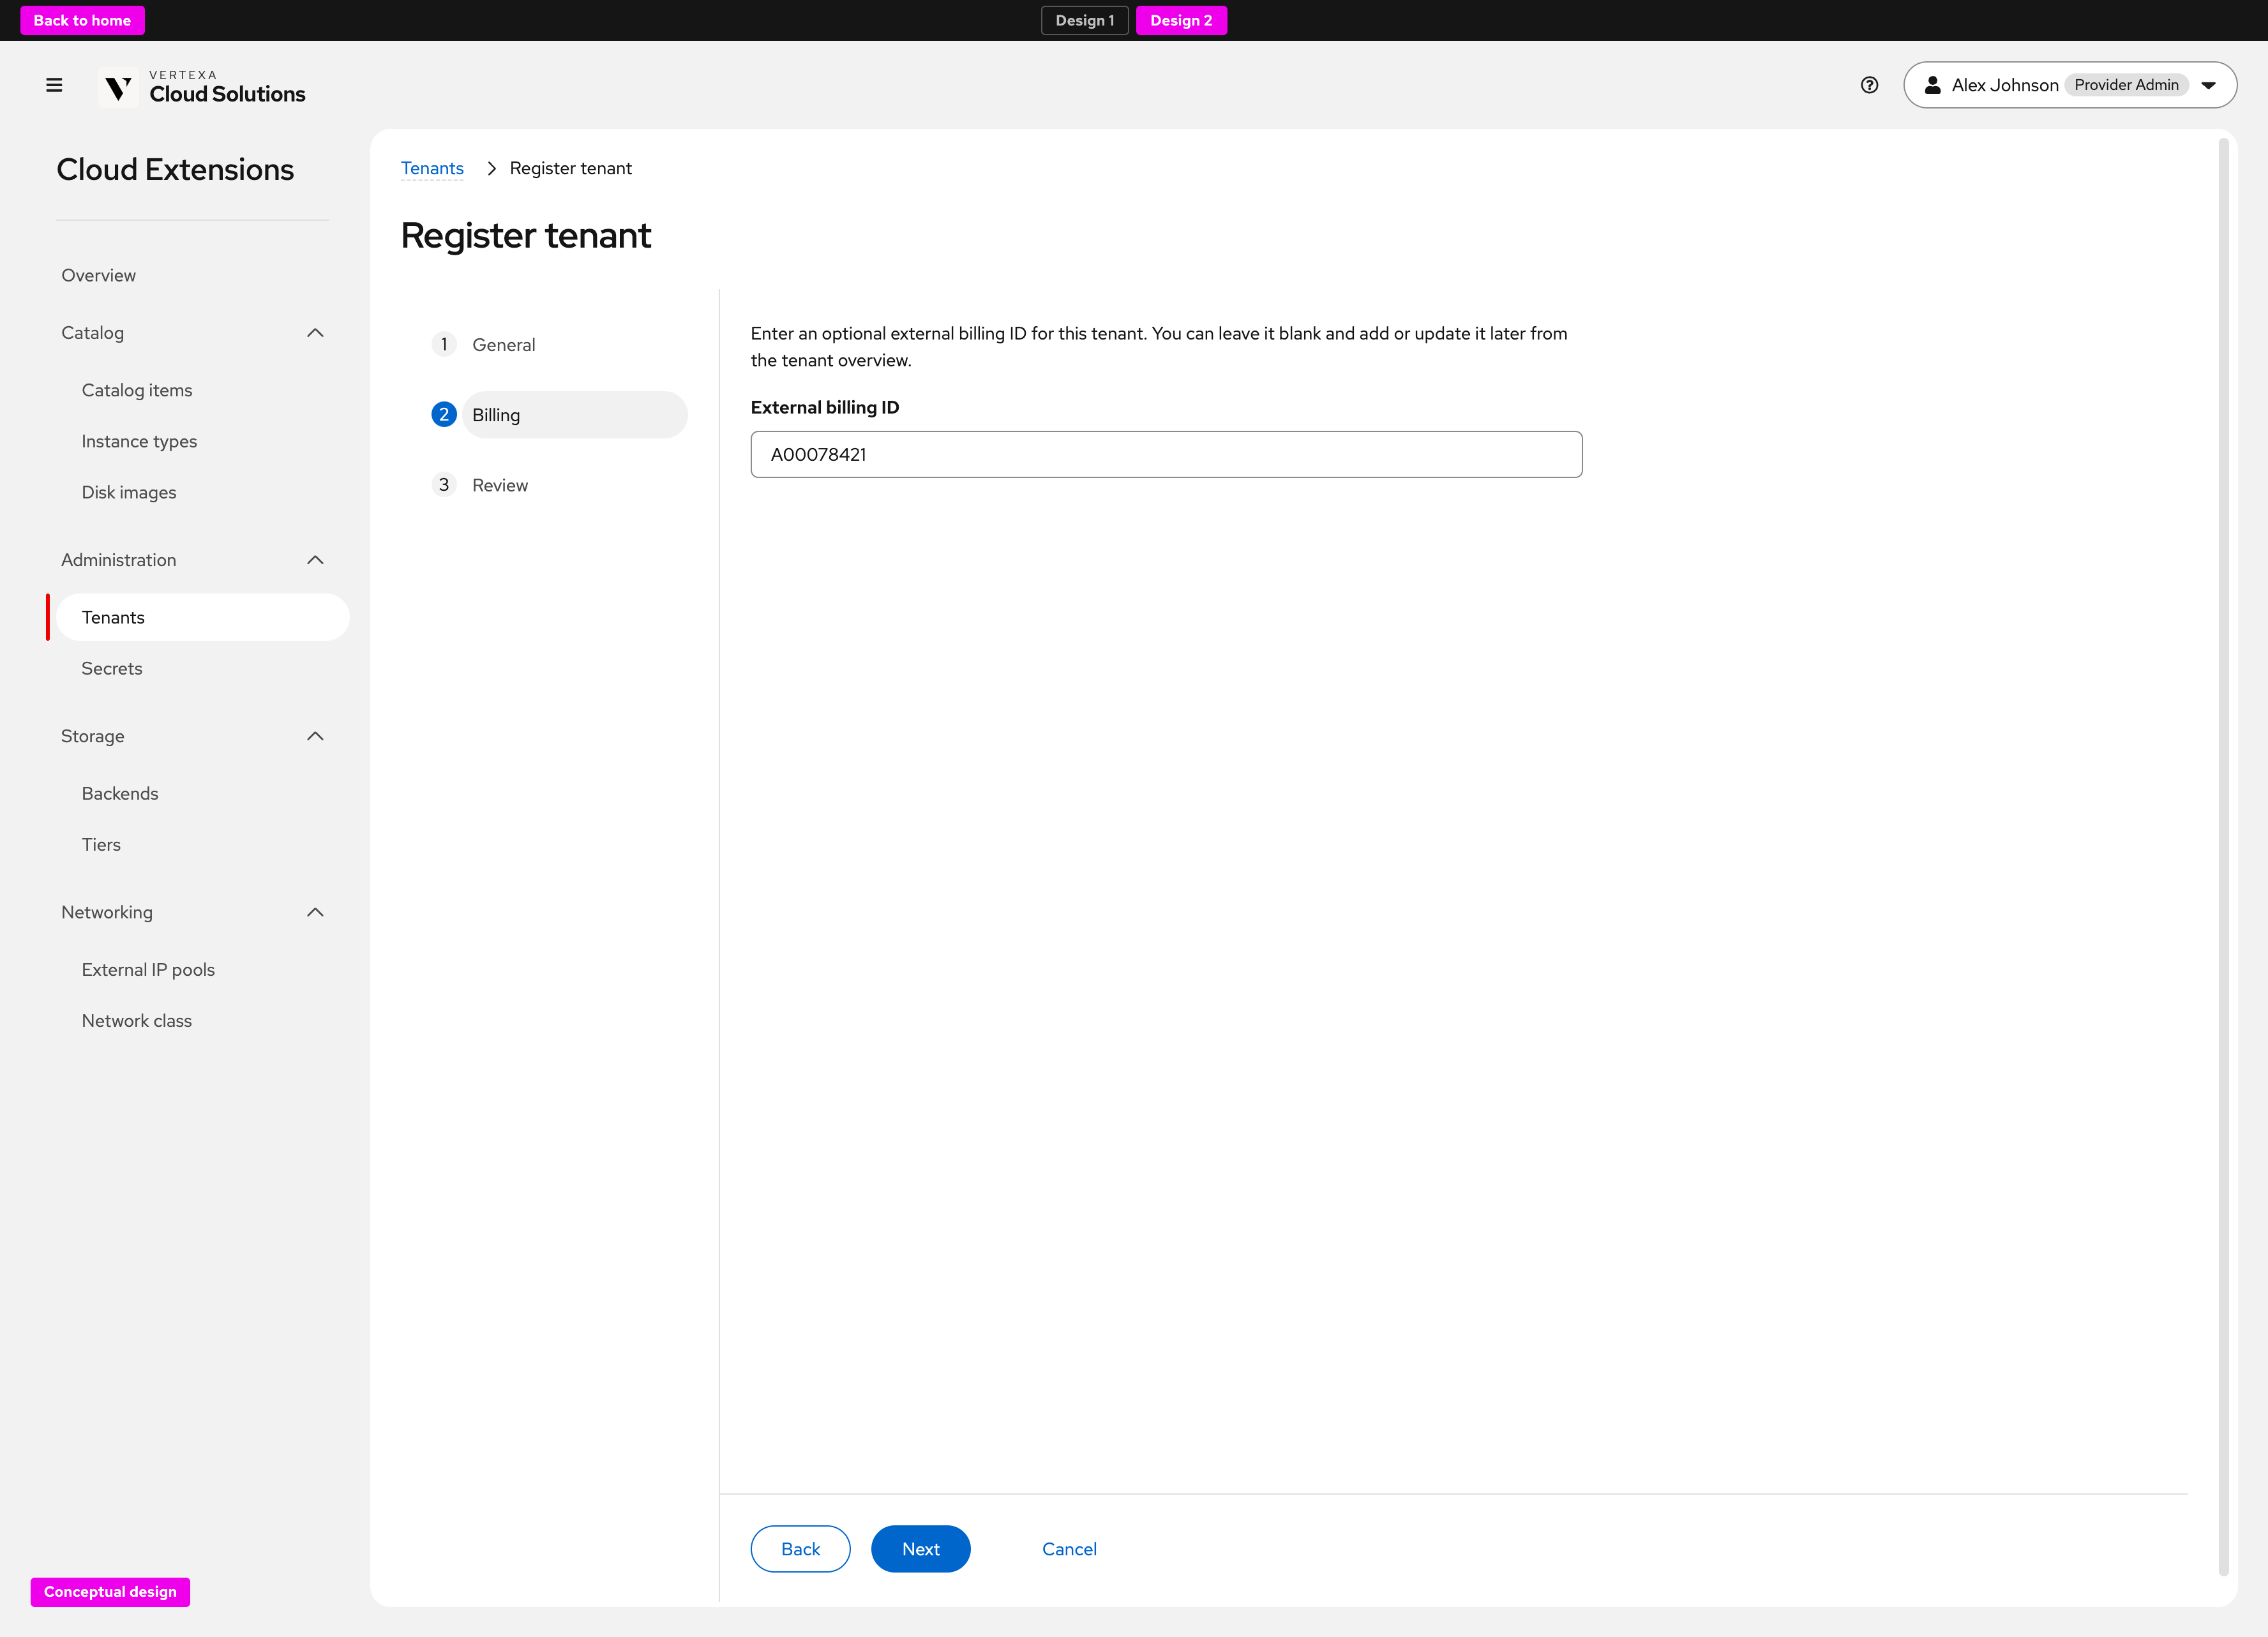 Back to home
Design 1
Design 2
VERTEXA
Cloud Solutions
Alex Johnson
Provider Admin
Cloud Extensions
Overview
Catalog
Catalog items
Instance types
Disk images
Administration
Tenants
Secrets
Storage
Backends
Tiers
Networking
External IP pools
Network class
Conceptual design
Tenants > Register tenant
Register tenant
1 General
2 Billing
3 Review
Enter an optional external billing ID for this tenant. You can leave it blank and add or update it later from
the tenant overview.
External billing ID
A00078421
Back
Next
Cancel